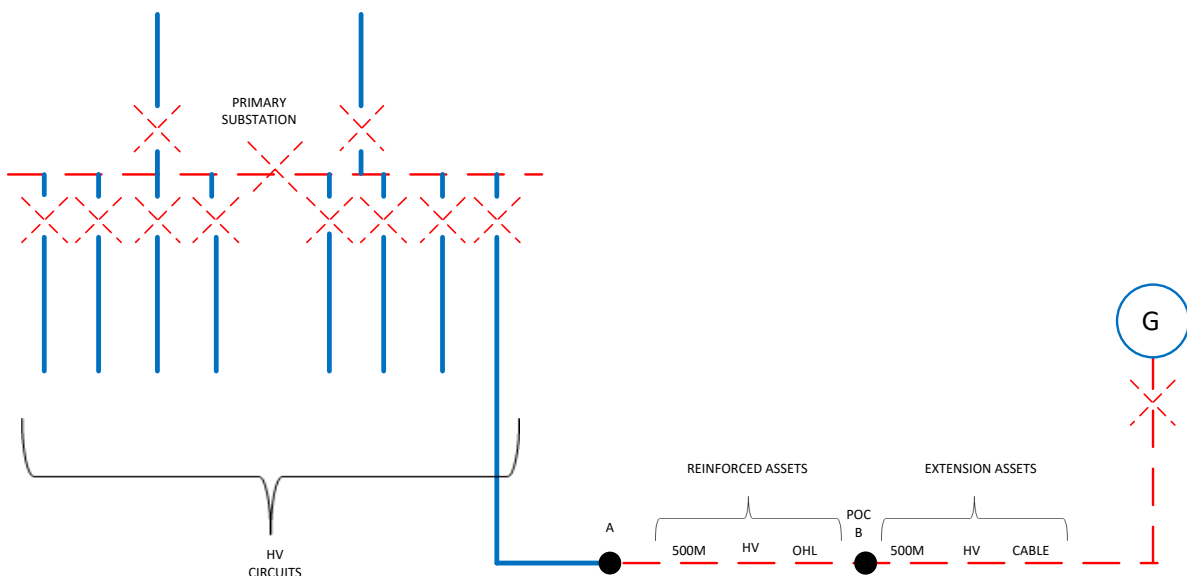 PRIMARY
SUBSTATION
G
REINFORCED ASSETS
EXTENSION ASSETS
A
POC
B
500M HV OHL
500M HV CABLE
HV
CIRCUITS